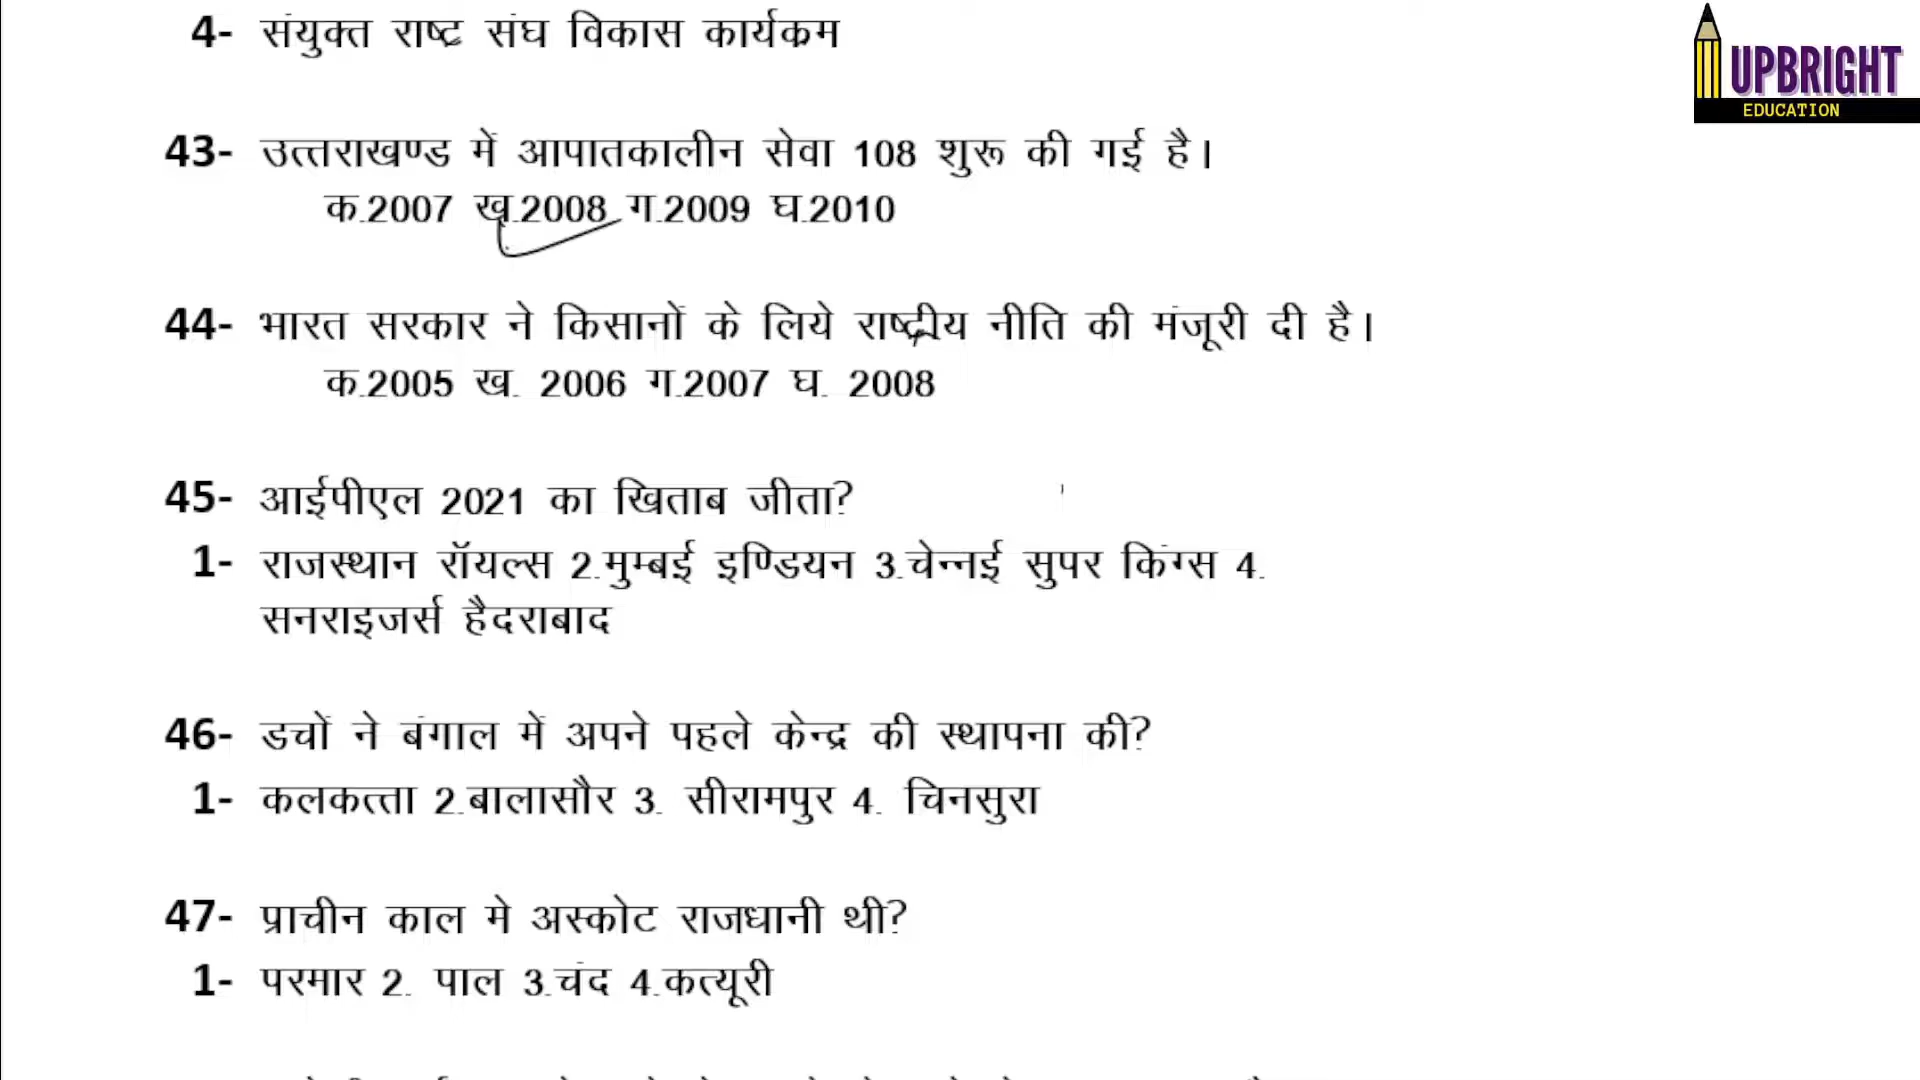 4- संयुक्त राष्ट्र संघ विकास कार्यक्रम
UPBRIGHT
EDUCATION
43- उत्तराखण्ड में आपातकालीन सेवा 108 शुरू की गई है।
क.2007 ख.2008 ग.2009 घ.2010
44- भारत सरकार ने किसानों के लिये राष्ट्रीय नीति की मंजूरी दी है।
क.2005 ख. 2006 ग.2007 घ. 2008
45- आईपीएल 2021 का खिताब जीता?
1- राजस्थान रॉयल्स 2.मुम्बई इण्डियन 3.चेन्नई सुपर किंग्स 4.
सनराइजर्स हैदराबाद
46- डचों ने बंगाल में अपने पहले केन्द्र की स्थापना की?
1- कलकत्ता 2.बालासौर 3. सीरामपुर 4. चिनसुरा
47- प्राचीन काल मे अस्कोट राजधानी थी?
1- परमार 2. पाल 3.चंद 4.कत्यूरी